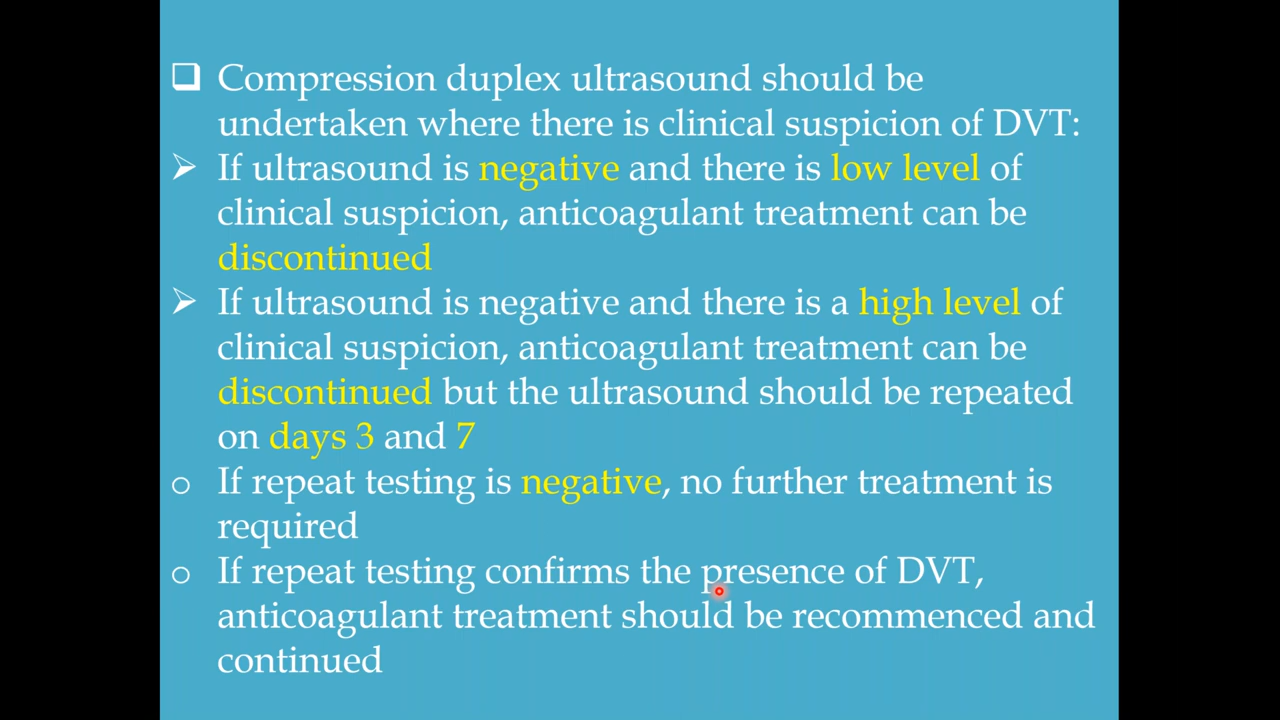 ❑ Compression duplex ultrasound should be
undertaken where there is clinical suspicion of DVT:
➢ If ultrasound is negative and there is low level of
clinical suspicion, anticoagulant treatment can be
discontinued
➢ If ultrasound is negative and there is a high level of
clinical suspicion, anticoagulant treatment can be
discontinued but the ultrasound should be repeated
on days 3 and 7
o If repeat testing is negative, no further treatment is
required
o If repeat testing confirms the presence of DVT,
anticoagulant treatment should be recommenced and
continued